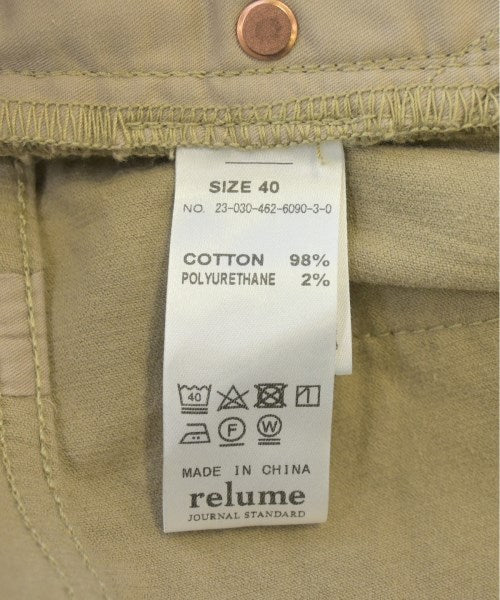 SIZE 40
NO. 23-030-462-6090-3-0
COTTON 98%
POLYURETHANE 2%
40
F W
MADE IN CHINA
relume
JOURNAL STANDARD